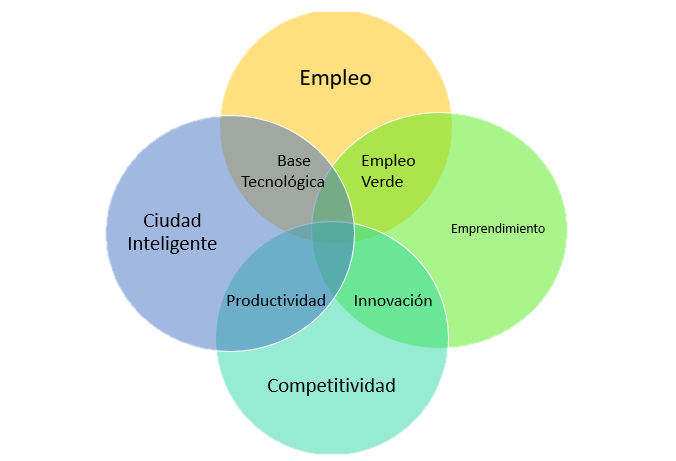 Empleo
Base
Tecnológica
Empleo
Verde
Ciudad
Inteligente
Emprendimiento
Productividad
Innovación
Competitividad